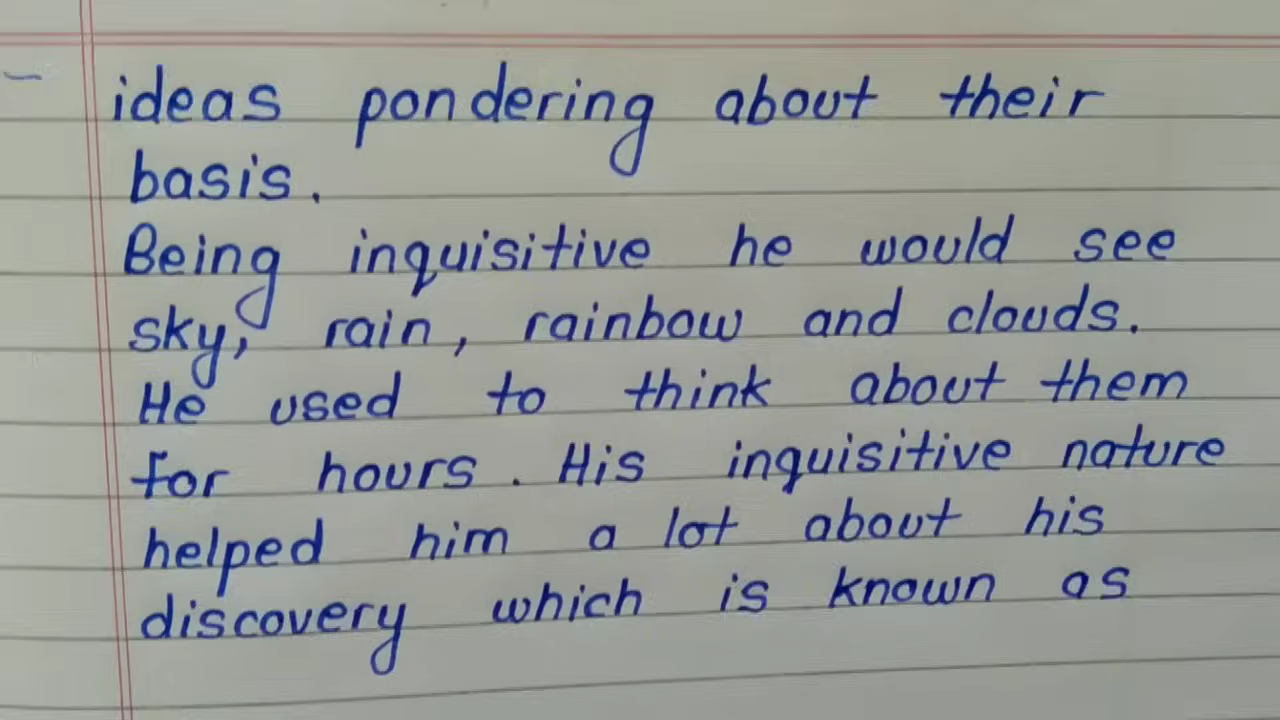 ideas pondering about their
basis.
Being inquisitive he would see
sky, rain, rainbow and clouds.
He used to think about them
for hours. His inquisitive nature
helped him a lot about his
discovery which is known as